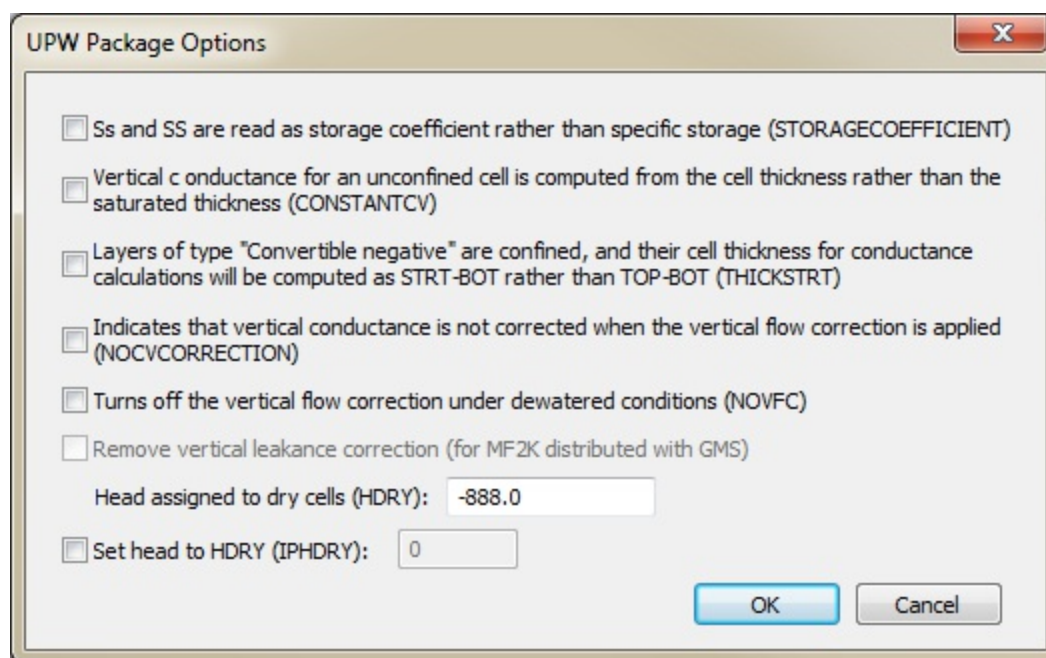 UPW Package Options
Ss and SS are read as storage coefficient rather than specific storage (STORAGECOEFFICIENT)
Vertical c onductance for an unconfined cell is computed from the cell thickness rather than the
saturated thickness (CONSTANTCV)
Layers of type "Convertible negative" are confined, and their cell thickness for conductance
calculations will be computed as STRT-BOT rather than TOP-BOT (THICKSTRT)
Indicates that vertical conductance is not corrected when the vertical flow correction is applied
(NOCVCORRECTION)
Turns off the vertical flow correction under dewatered conditions (NOVFC)
Remove vertical leakance correction (for MF2K distributed with GMS)
Head assigned to dry cells (HDRY): -888.0
Set head to HDRY (IPHDRY): 0
OK Cancel